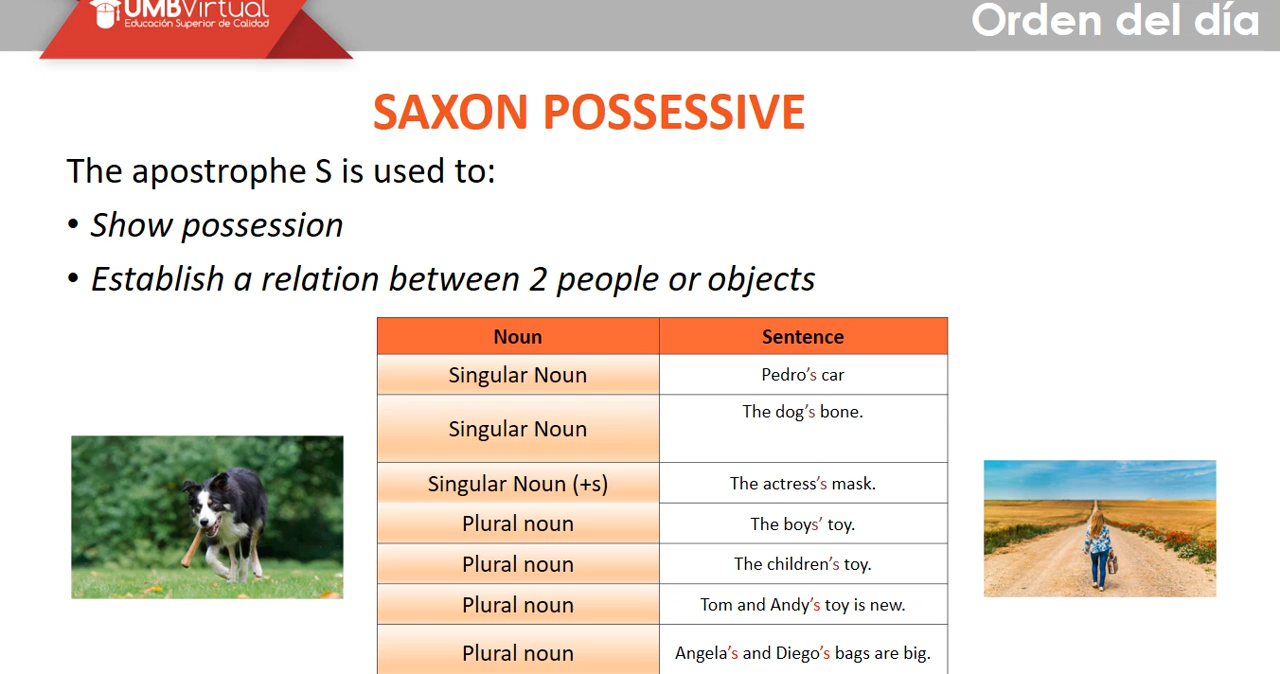 UMBVirtual
Educación Superior de Calidad
Orden del día
SAXON POSSESSIVE
The apostrophe S is used to:
• Show possession
• Establish a relation between 2 people or objects
Noun Sentence
Singular Noun Pedro’s car
Singular Noun The dog’s bone.
Singular Noun (+s) The actress’s mask.
Plural noun The boys’ toy.
Plural noun The children’s toy.
Plural noun Tom and Andy’s toy is new.
Plural noun Angela’s and Diego’s bags are big.